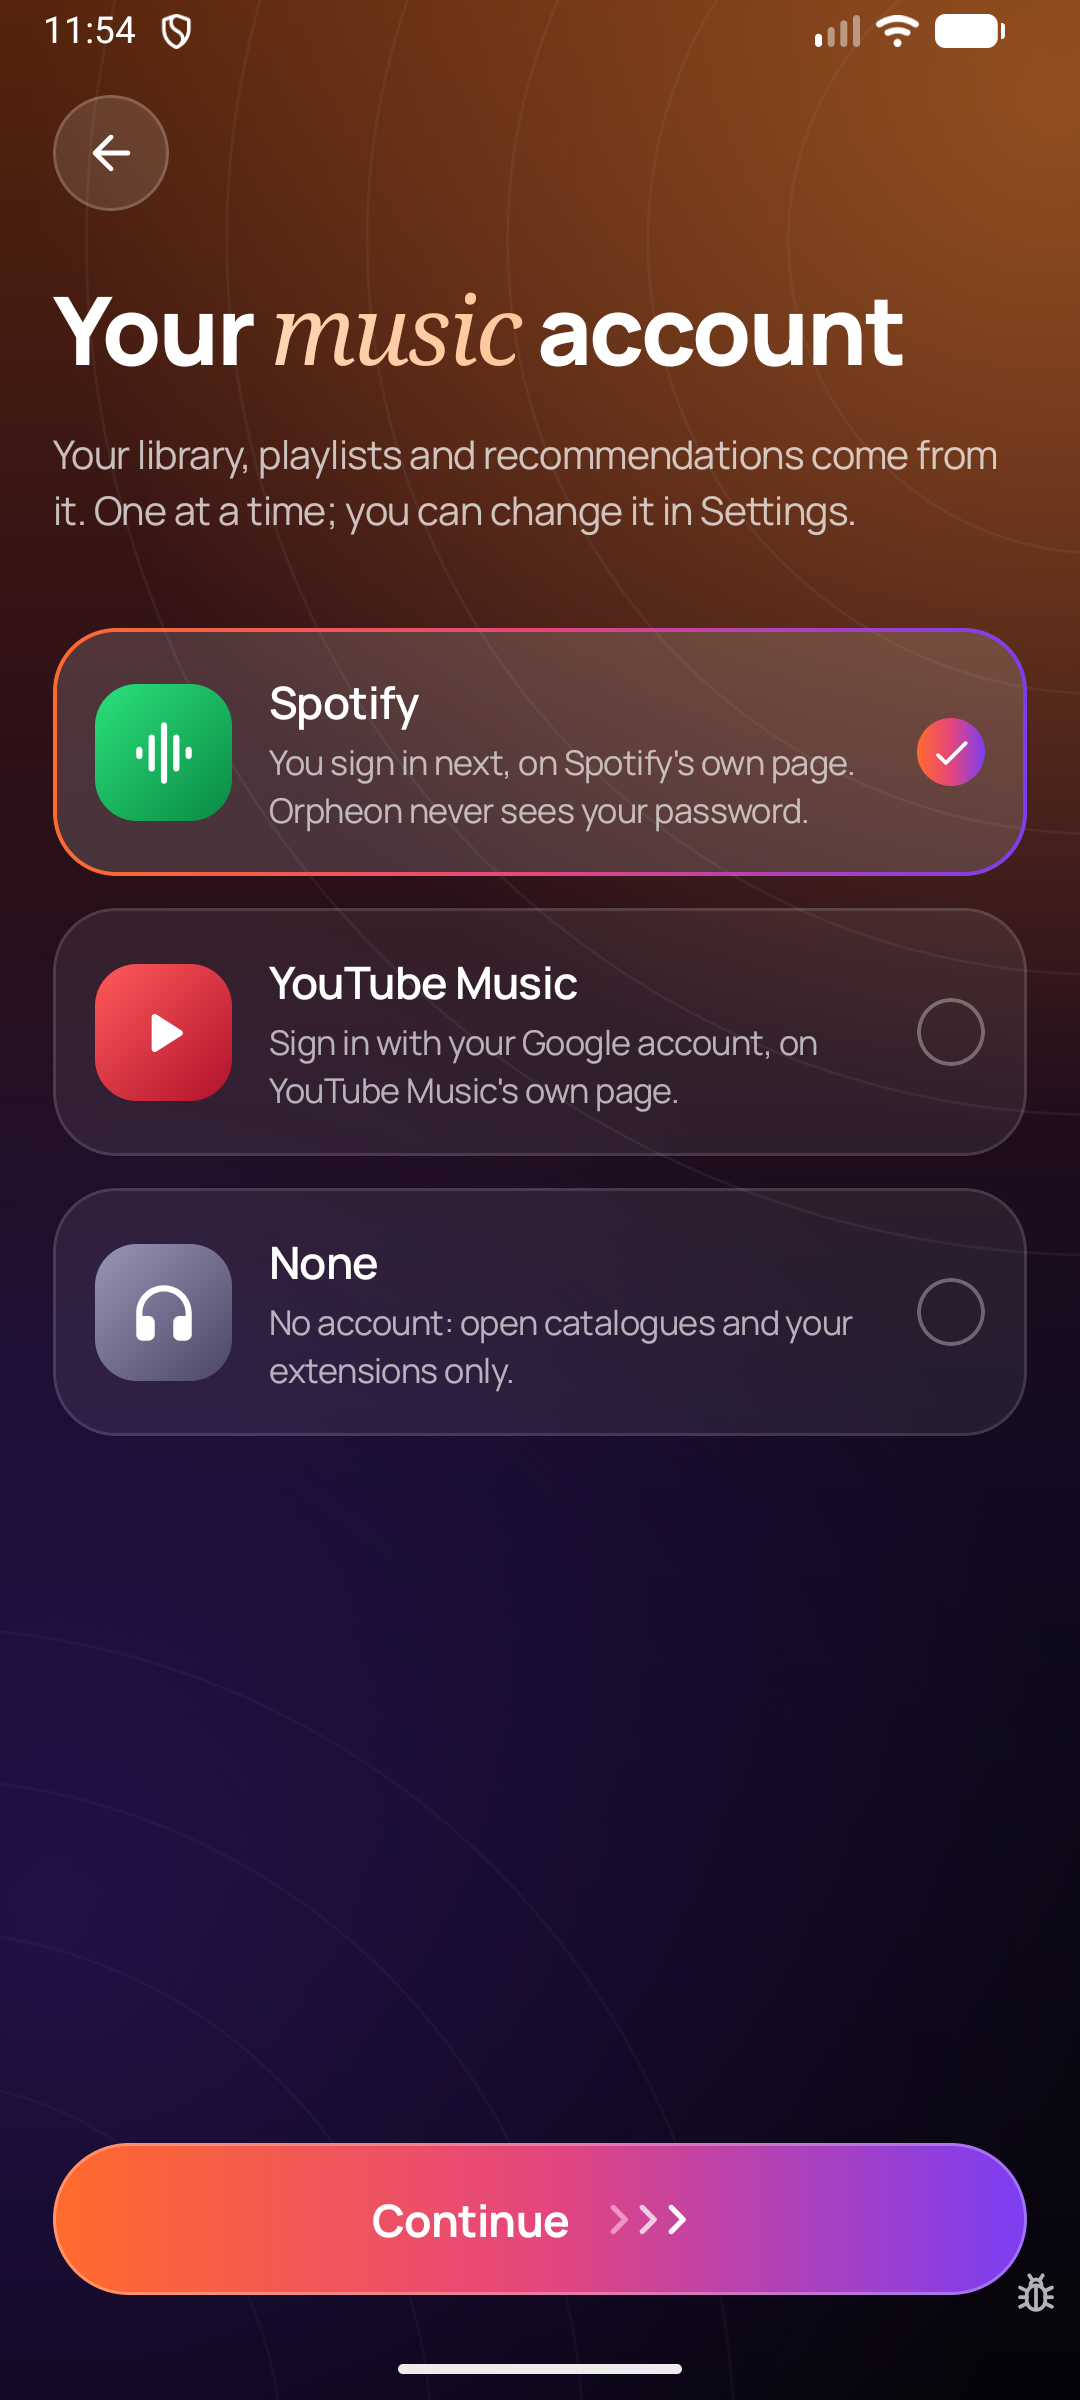 11:54
Your music account
Your library, playlists and recommendations come from
it. One at a time; you can change it in Settings.
Spotify
You sign in next, on Spotify's own page.
Orpheon never sees your password.
YouTube Music
Sign in with your Google account, on
YouTube Music's own page.
None
No account: open catalogues and your
extensions only.
Continue